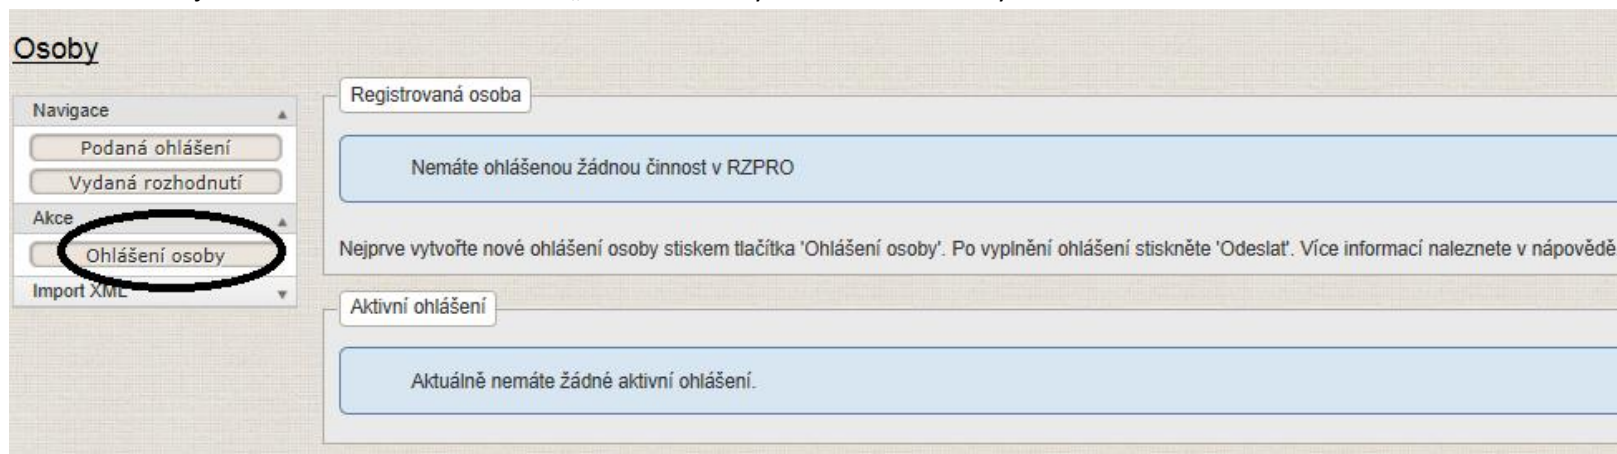 Osoby
Navigace
Podaná ohlášení
Vydaná rozhodnutí
Akce
Ohlášení osoby
Import XML
Registrovaná osoba
Nemáte ohlášenou žádnou činnost v RZPRO
Nejprve vytvořte nové ohlášení osoby stiskem tlačítka 'Ohlášení osoby'. Po vyplnění ohlášení stiskněte 'Odeslat'. Více informací naleznete v nápovědě
Aktivní ohlášení
Aktuálně nemáte žádné aktivní ohlášení.